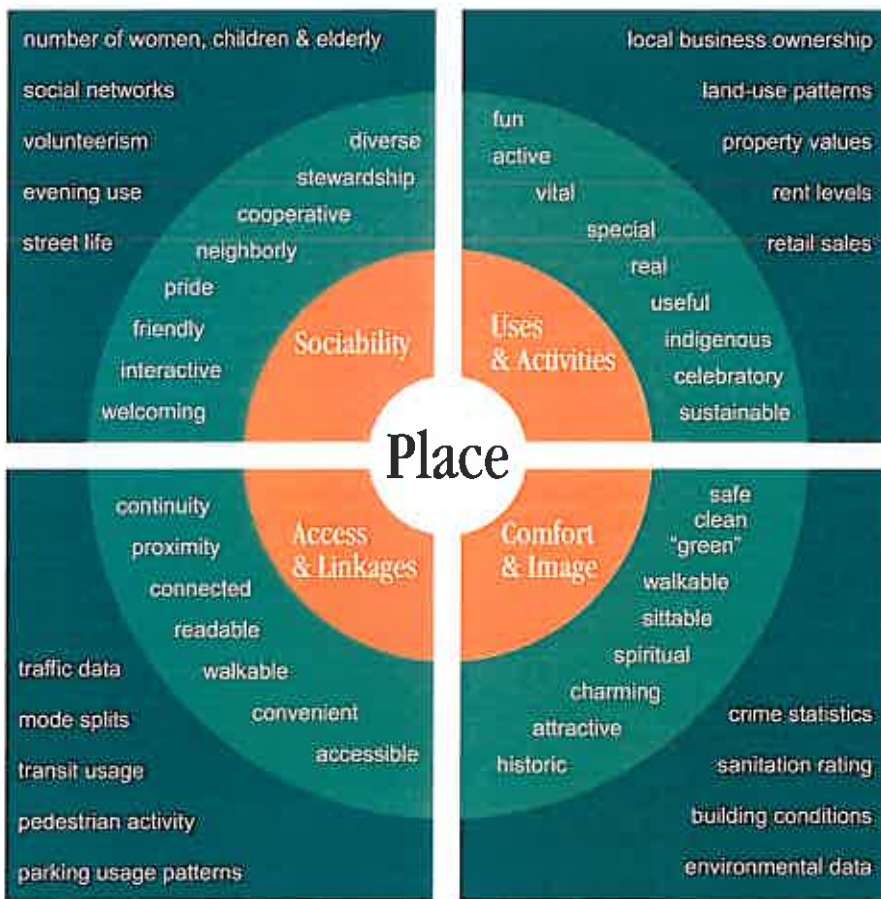 number of women, children & elderly
social networks
volunteerism
evening use
street life
diverse
stewardship
cooperative
neighborly
pride
friendly
interactive
welcoming
Sociability
local business ownership
land-use patterns
property values
rent levels
retail sales
fun
active
vital
special
real
useful
indigenous
celebratory
sustainable
Uses
& Activities
Place
continuity
proximity
connected
readable
walkable
convenient
accessible
Access
& Linkages
traffic data
mode splits
transit usage
pedestrian activity
parking usage patterns
Comfort
& Image
safe
clean
"green"
walkable
sittable
spiritual
charming
attractive
historic
crime statistics
sanitation rating
building conditions
environmental data